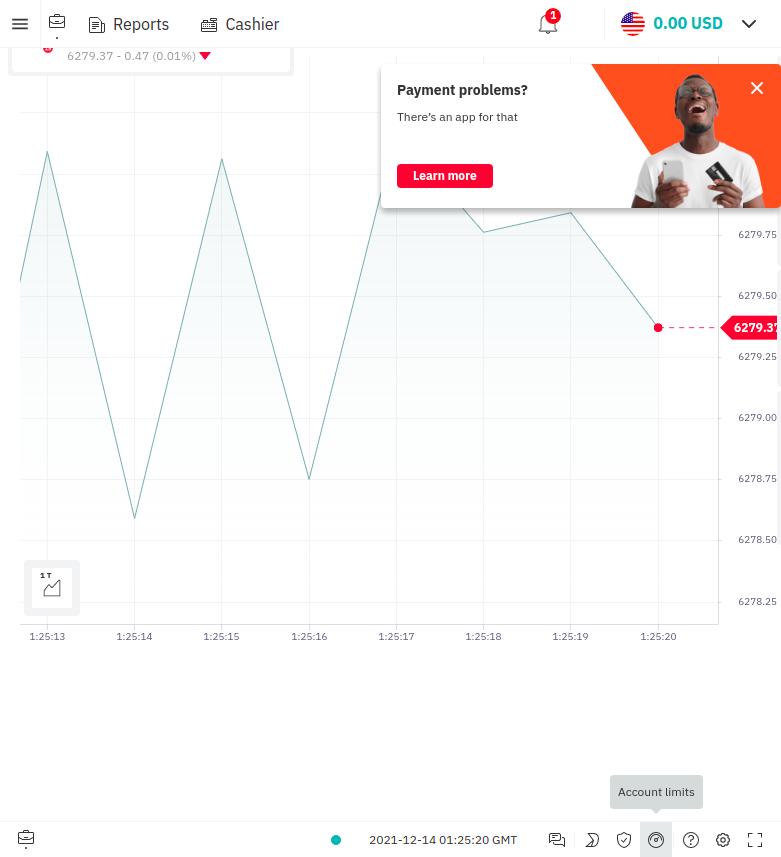 Reports
Cashier
1
0.00 USD
6279.37 - 0.47 (0.01%)
Payment problems?
There's an app for that
Learn more
6279.75
6279.50
6279.37
6279.25
6279.00
6278.75
6278.50
6278.25
1 T
1:25:13 1:25:14 1:25:15 1:25:16 1:25:17 1:25:18 1:25:19 1:25:20
Account limits
2021-12-14 01:25:20 GMT